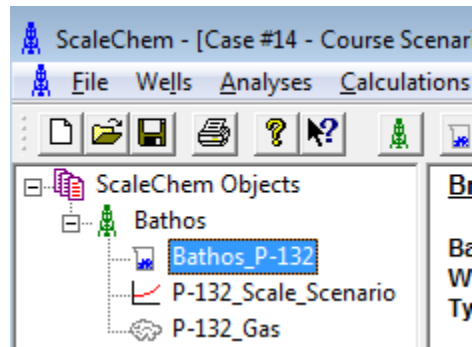 ScaleChem - [Case #14 - Course Scenar
File Wells Analyses Calculations
ScaleChem Objects
Bathos
Bathos_P-132
P-132_Scale_Scenario
P-132_Gas
Br
Ba
W
Ty